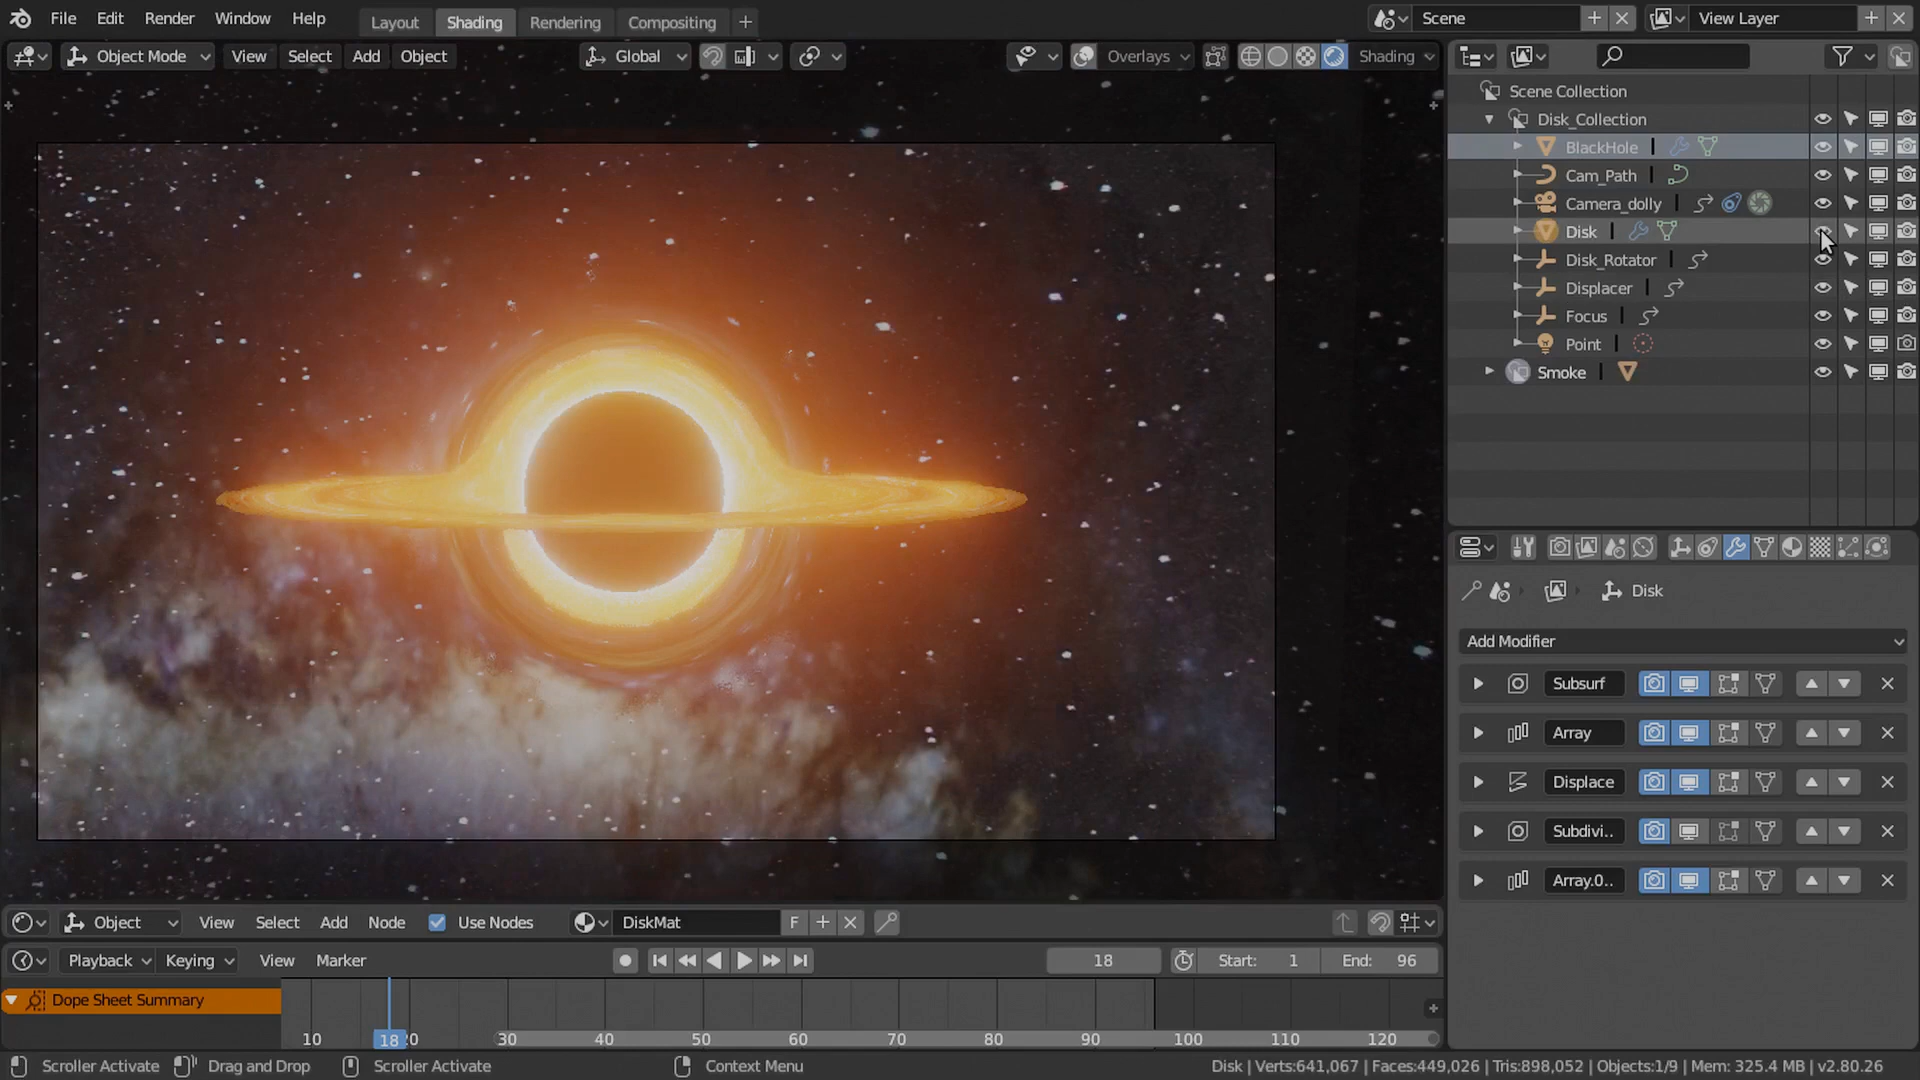 File Edit Render Window Help Layout Shading Rendering Compositing + Scene View Layer
Object Mode View Select Add Object Global Overlays Shading
Scene Collection
Disk_Collection
BlackHole
Cam_Path
Camera_dolly
Disk
Disk_Rotator
Displacer
Focus
Point
Smoke
Disk
Add Modifier
Subsurf
Array
Displace
Subdivi..
Array.0..
Object View Select Add Node Use Nodes DiskMat F
Playback Keying View Marker 18 Start: 1 End: 96
Dope Sheet Summary
10 18 20 30 40 50 60 70 80 90 100 110 120
Scroller Activate Drag and Drop Scroller Activate Context Menu Disk | Verts:641,067 | Faces:449,026 | Tris:898,052 | Objects:1/9 | Mem: 325.4 MB | v2.80.26